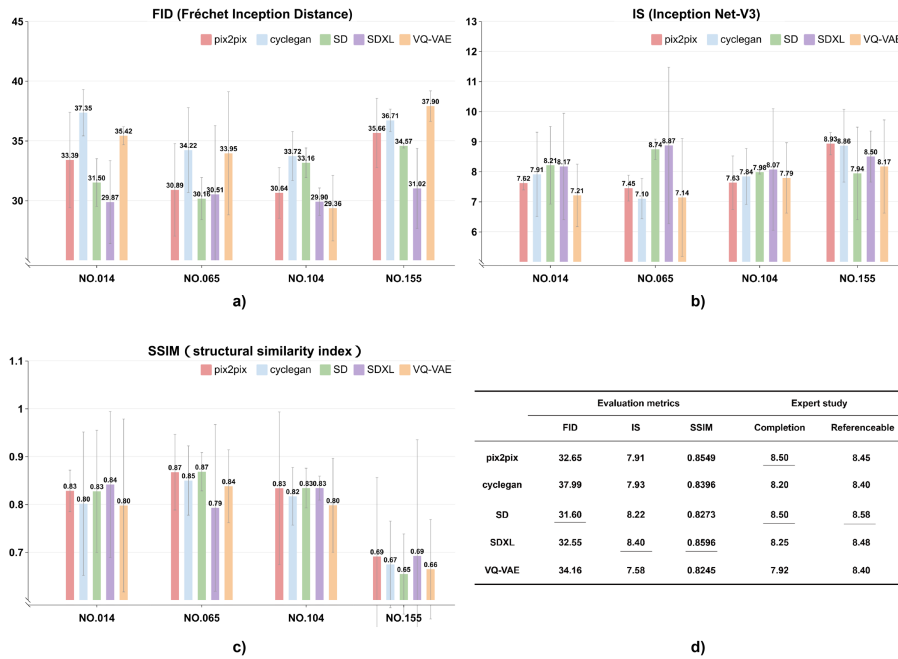 FID (Fréchet Inception Distance)
pix2pix cyclegan SD SDXL VQ-VAE
45
40
35
30
33.39 37.35 31.50 29.87 35.42
30.89 34.22 30.16 30.51 33.95
30.64 33.72 33.16 29.90 29.36
35.66 36.71 34.57 31.02 37.90
NO.014 NO.065 NO.104 NO.155
a)
IS (Inception Net-V3)
pix2pix cyclegan SD SDXL VQ-VAE
13
12
11
10
9
8
7
6
7.62 7.91 8.21 8.17 7.21
7.45 7.10 8.74 8.87 7.14
7.63 7.84 7.98 8.07 7.79
8.93 8.86 7.94 8.50 8.17
NO.014 NO.065 NO.104 NO.155
b)
SSIM ( structural similarity index )
pix2pix cyclegan SD SDXL VQ-VAE
1.1
1
0.9
0.8
0.7
0.83 0.80 0.83 0.84 0.80
0.87 0.85 0.87 0.79 0.84
0.83 0.82 0.83 0.83 0.80
0.69 0.67 0.65 0.69 0.66
NO.014 NO.065 NO.104 NO.155
c)
Evaluation metrics Expert study
FID IS SSIM Completion Referenceable
pix2pix 32.65 7.91 0.8549 8.50 8.45
cyclegan 37.99 7.93 0.8396 8.20 8.40
SD 31.60 8.22 0.8273 8.50 8.58
SDXL 32.55 8.40 0.8596 8.25 8.48
VQ-VAE 34.16 7.58 0.8245 7.92 8.40
d)